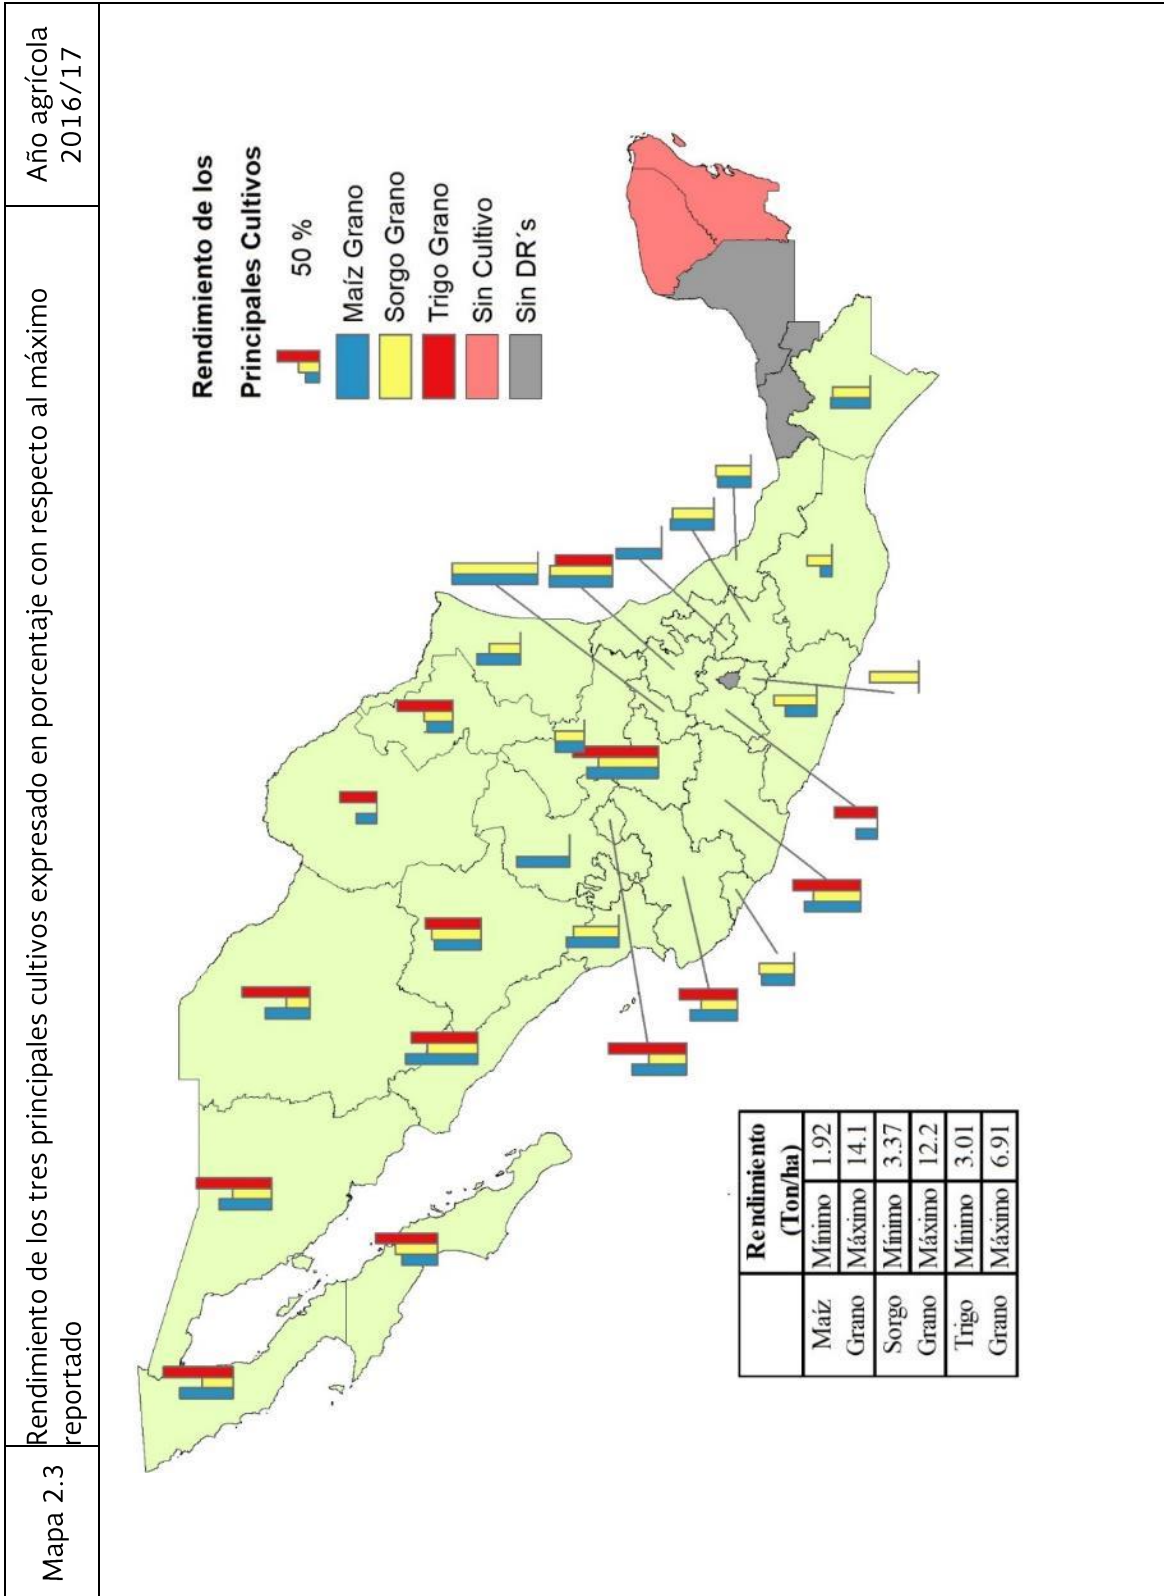 Mapa 2.3
Rendimiento de los tres principales cultivos expresado en porcentaje con respecto al máximo
reportado
Año agrícola
2016/17
Rendimiento de los
Principales Cultivos
50 %
Maíz Grano
Sorgo Grano
Trigo Grano
Sin Cultivo
Sin DR´s
Rendimiento
(Ton/ha)
Maíz
Grano
Mínimo 1.92
Máximo 14.1
Sorgo
Grano
Mínimo 3.37
Máximo 12.2
Trigo
Grano
Mínimo 3.01
Máximo 6.91